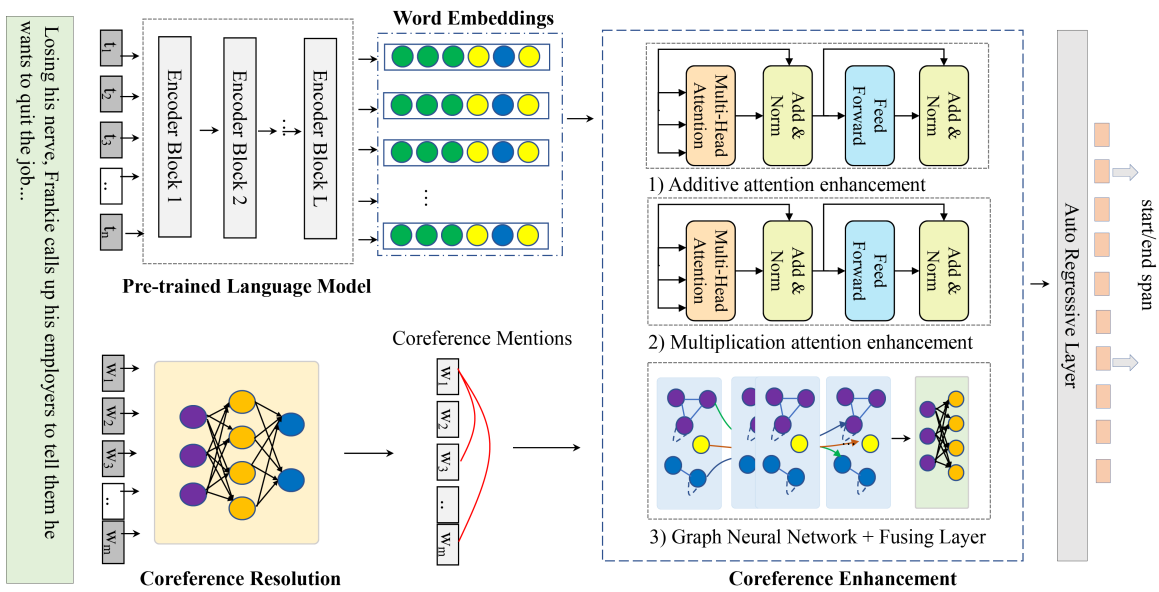 Losing his nerve, Frankie calls up his employers to tell them he
wants to quit the job...
t1
t2
t3
..
tn
Encoder Block 1
Encoder Block 2
...
Encoder Block L
Pre-trained Language Model
Word Embeddings
...
W1
W2
W3
..
Wm
Coreference Resolution
Coreference Mentions
W1
W2
W3
..
Wm
Multi-Head
Attention
Add &
Norm
Feed
Forward
Add &
Norm
1) Additive attention enhancement
Multi-Head
Attention
Add &
Norm
Feed
Forward
Add &
Norm
2) Multiplication attention enhancement
...
3) Graph Neural Network + Fusing Layer
Coreference Enhancement
Auto Regressive Layer
start/end span